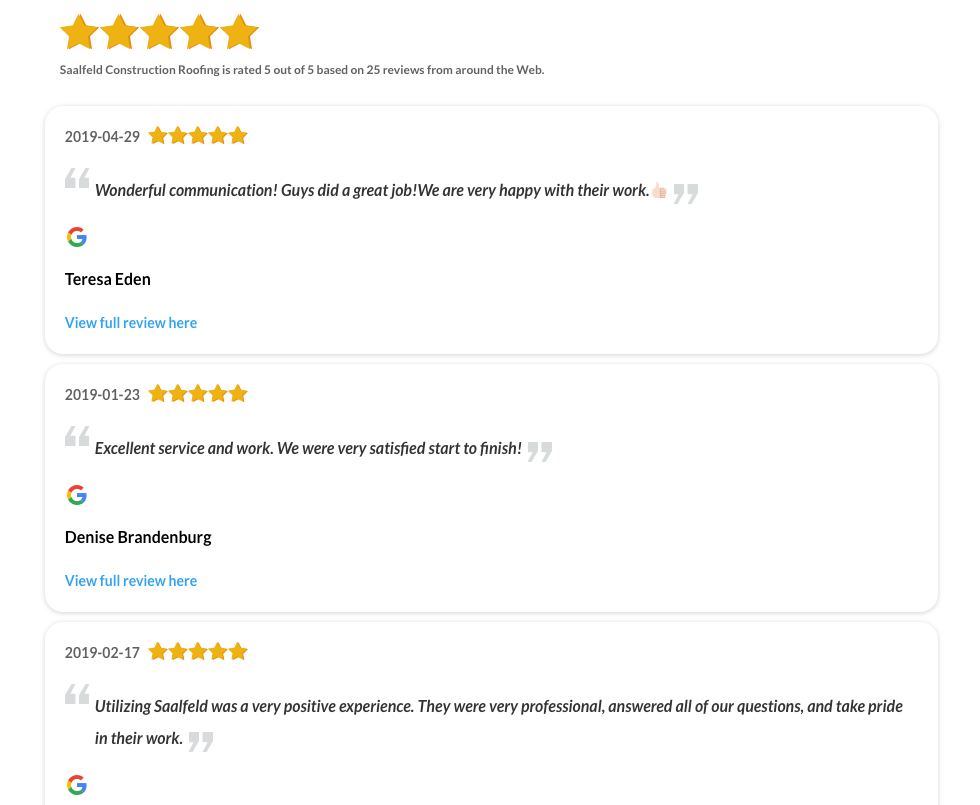 Saalfeld Construction Roofing is rated 5 out of 5 based on 25 reviews from around the Web.
2019-04-29
“ Wonderful communication! Guys did a great job!We are very happy with their work.👍🏻 ”
Teresa Eden
View full review here
2019-01-23
“ Excellent service and work. We were very satisfied start to finish! ”
Denise Brandenburg
View full review here
2019-02-17
“ Utilizing Saalfeld was a very positive experience. They were very professional, answered all of our questions, and take pride
in their work. ”